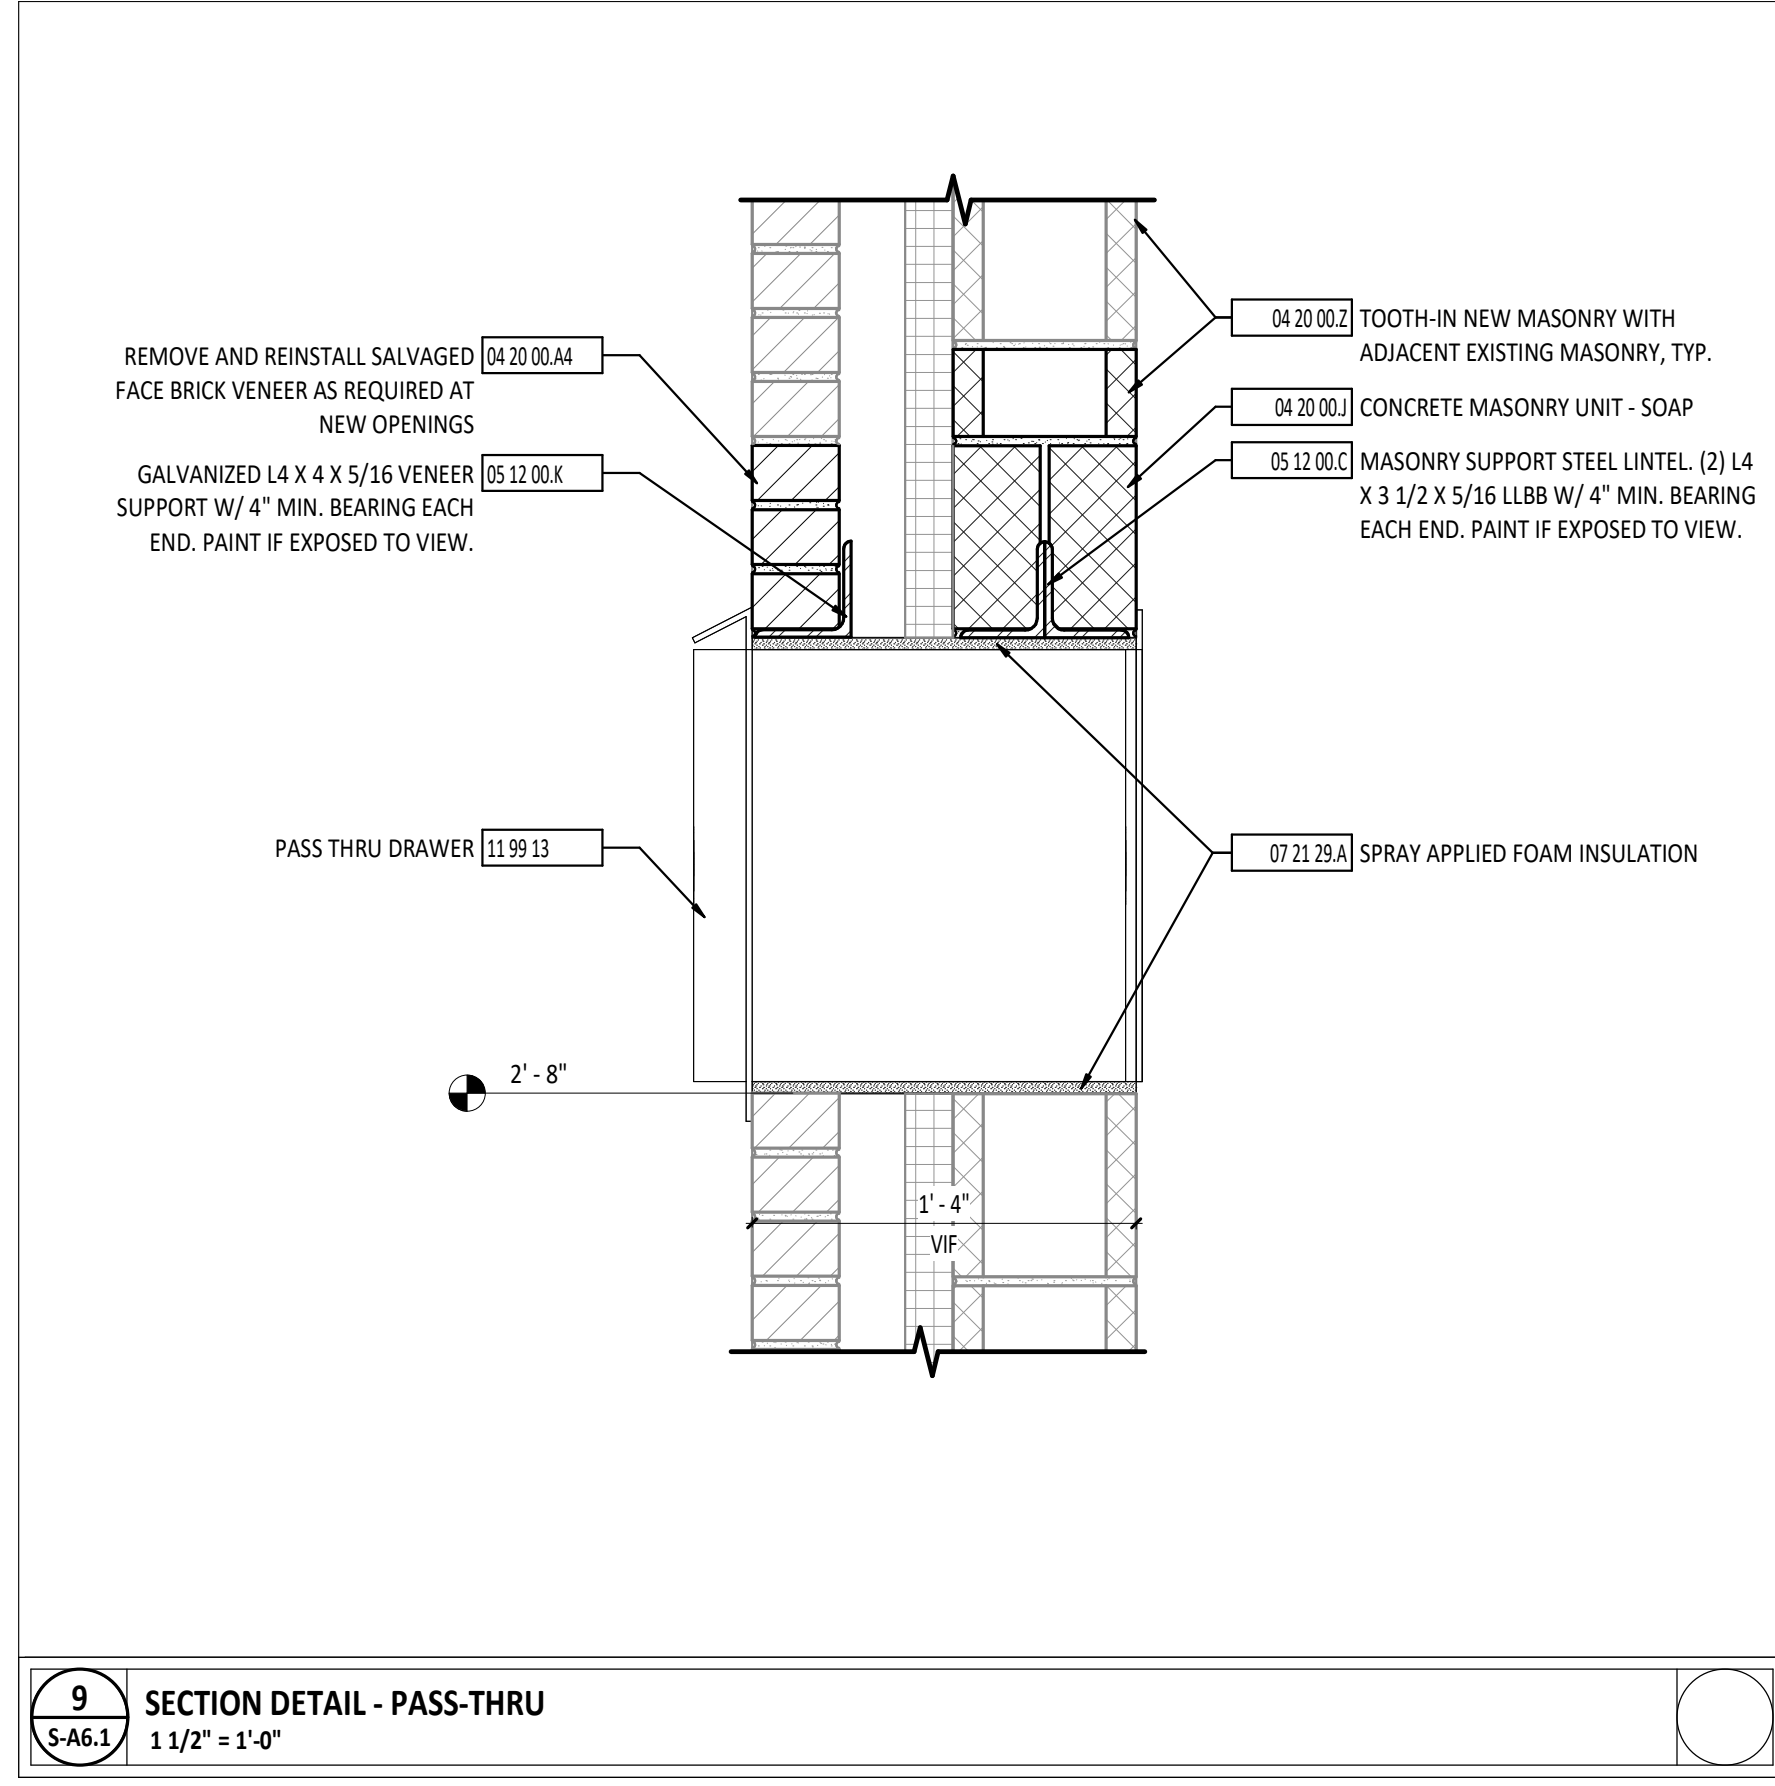 REMOVE AND REINSTALL SALVAGED 04 20 00.A4
FACE BRICK VENEER AS REQUIRED AT
NEW OPENINGS
GALVANIZED L4 X 4 X 5/16 VENEER 05 12 00.K
SUPPORT W/ 4" MIN. BEARING EACH
END. PAINT IF EXPOSED TO VIEW.
04 20 00.Z TOOTH-IN NEW MASONRY WITH
ADJACENT EXISTING MASONRY, TYP.
04 20 00.J CONCRETE MASONRY UNIT - SOAP
05 12 00.C MASONRY SUPPORT STEEL LINTEL. (2) L4
X 3 1/2 X 5/16 LLBB W/ 4" MIN. BEARING
EACH END. PAINT IF EXPOSED TO VIEW.
PASS THRU DRAWER 11 99 13
07 21 29.A SPRAY APPLIED FOAM INSULATION
2' - 8"
1' - 4"
VIF
9
S-A6.1
SECTION DETAIL - PASS-THRU
1 1/2" = 1'-0"